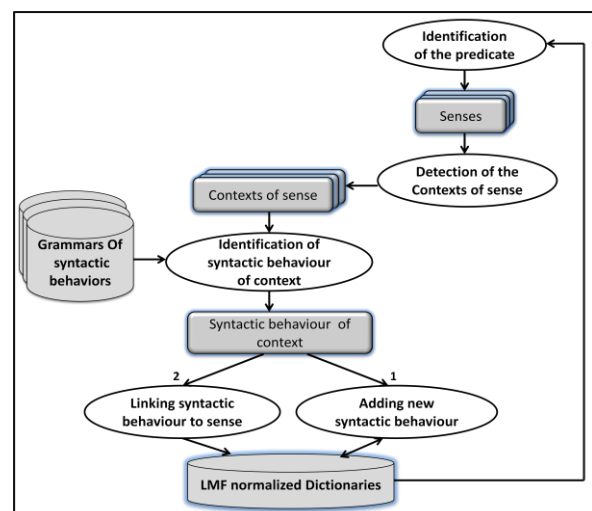 Identification
of the predicate
Senses
Detection of the
Contexts of sense
Contexts of sense
Grammars Of
syntactic
behaviors
Identification of
syntactic behaviour
of context
Syntactic behaviour of
context
2
1
Linking syntactic
behaviour to sense
Adding new
syntactic behaviour
LMF normalized Dictionaries